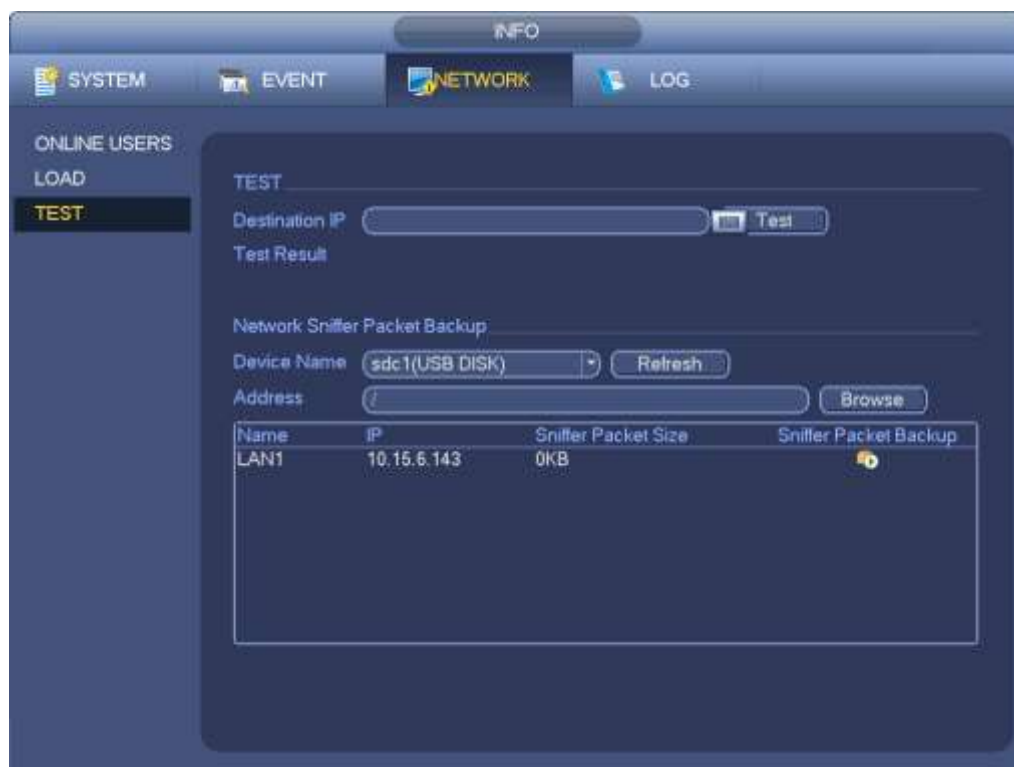 INFO
SYSTEM EVENT NETWORK LOG
ONLINE USERS
LOAD
TEST
TEST
Destination IP Test
Test Result
Network Sniffer Packet Backup
Device Name sdc1(USB DISK) Refresh
Address / Browse
Name IP Sniffer Packet Size Sniffer Packet Backup
LAN1 10.15.6.143 0KB